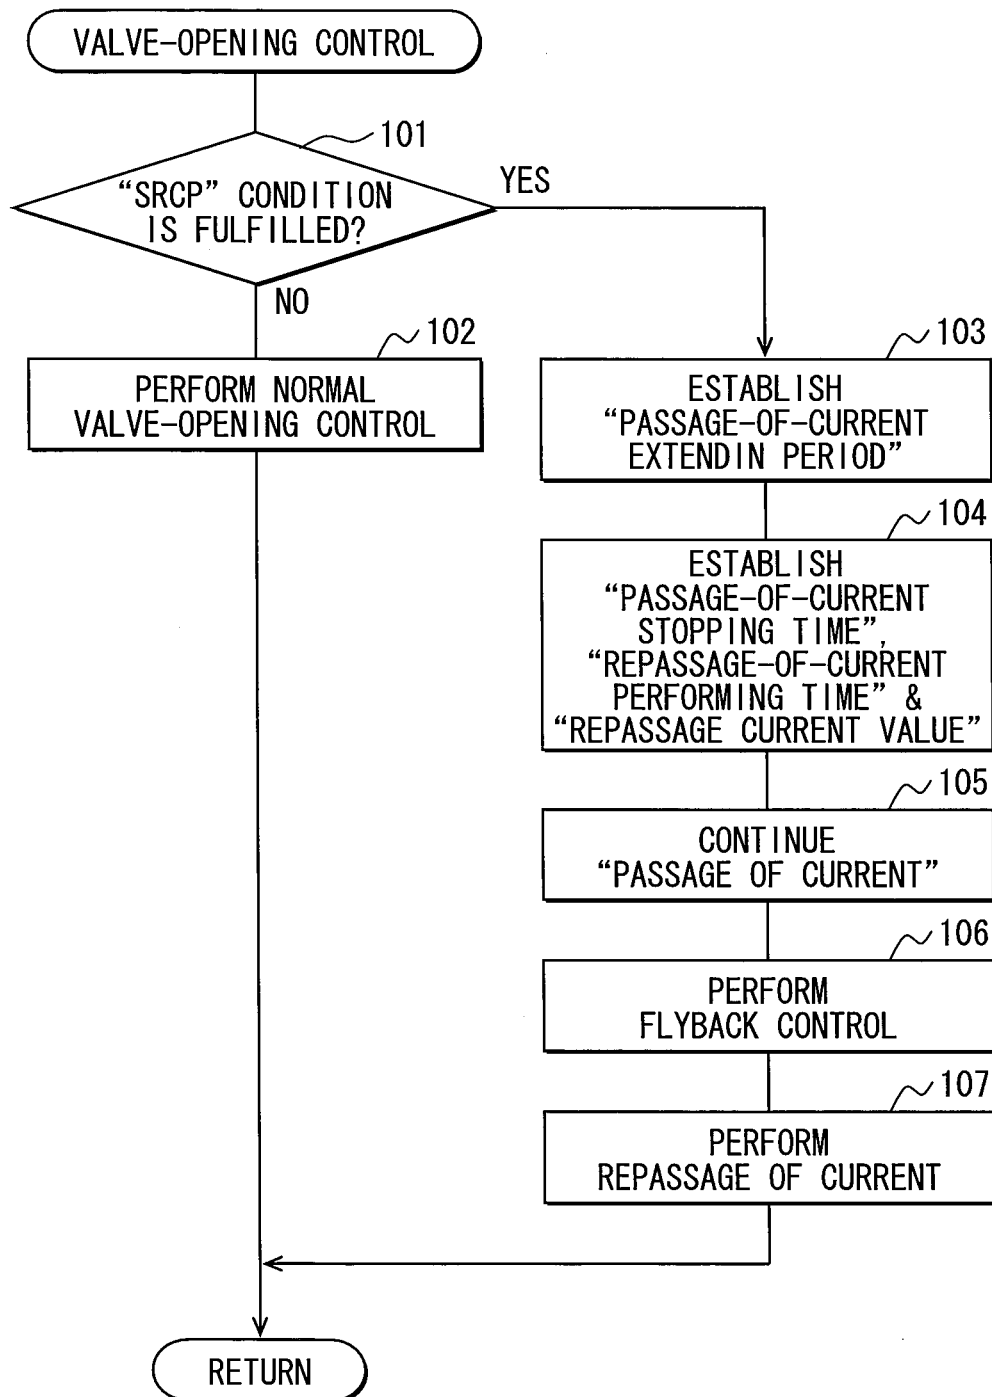 VALVE-OPENING CONTROL
101
“SRCP” CONDITION
IS FULFILLED?
YES
NO
102
PERFORM NORMAL
VALVE-OPENING CONTROL
103
ESTABLISH
“PASSAGE-OF-CURRENT
EXTENDIN PERIOD”
104
ESTABLISH
“PASSAGE-OF-CURRENT
STOPPING TIME”,
“REPASSAGE-OF-CURRENT
PERFORMING TIME” &
“REPASSAGE CURRENT VALUE”
105
CONTINUE
“PASSAGE OF CURRENT”
106
PERFORM
FLYBACK CONTROL
107
PERFORM
REPASSAGE OF CURRENT
RETURN